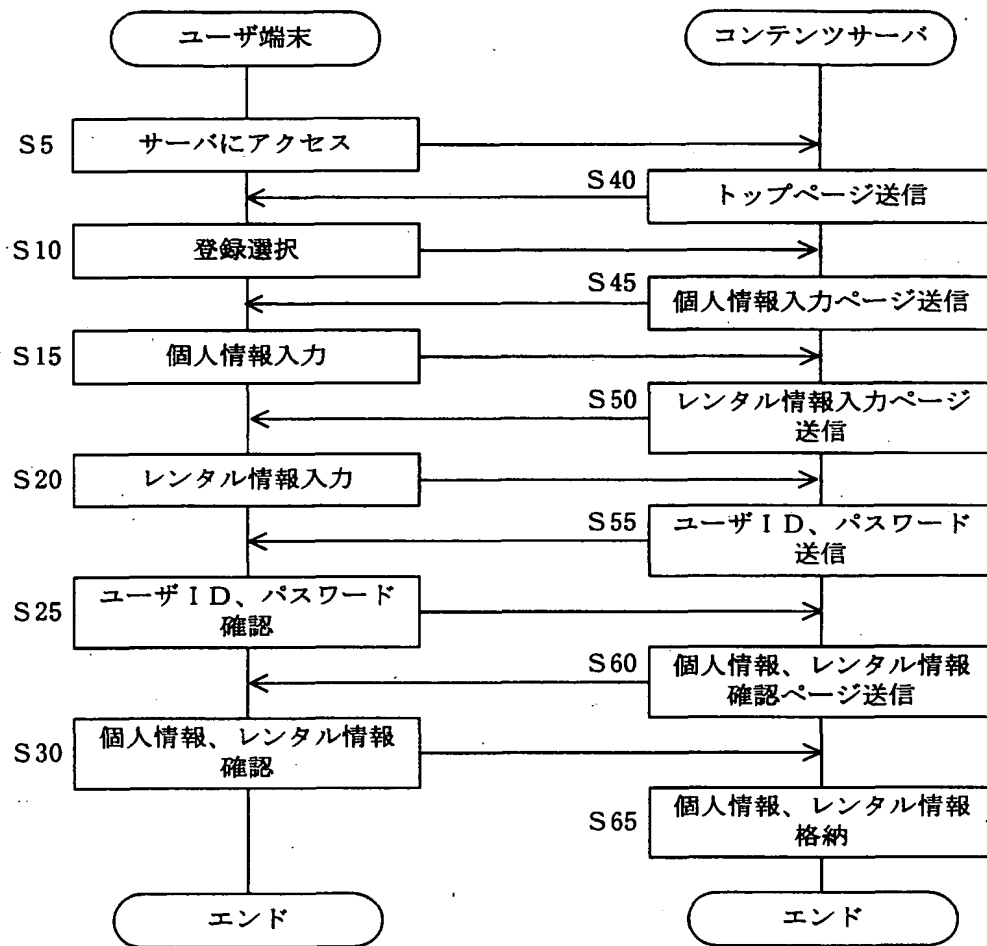 ユーザ端末
コンテンツサーバ
S5
サーバにアクセス
S40
トップページ送信
S10
登録選択
S45
個人情報入力ページ送信
S15
個人情報入力
S50
レンタル情報入力ページ
送信
S20
レンタル情報入力
S55
ユーザID、パスワード
送信
S25
ユーザID、パスワード
確認
S60
個人情報、レンタル情報
確認ページ送信
S30
個人情報、レンタル情報
確認
S65
個人情報、レンタル情報
格納
エンド
エンド